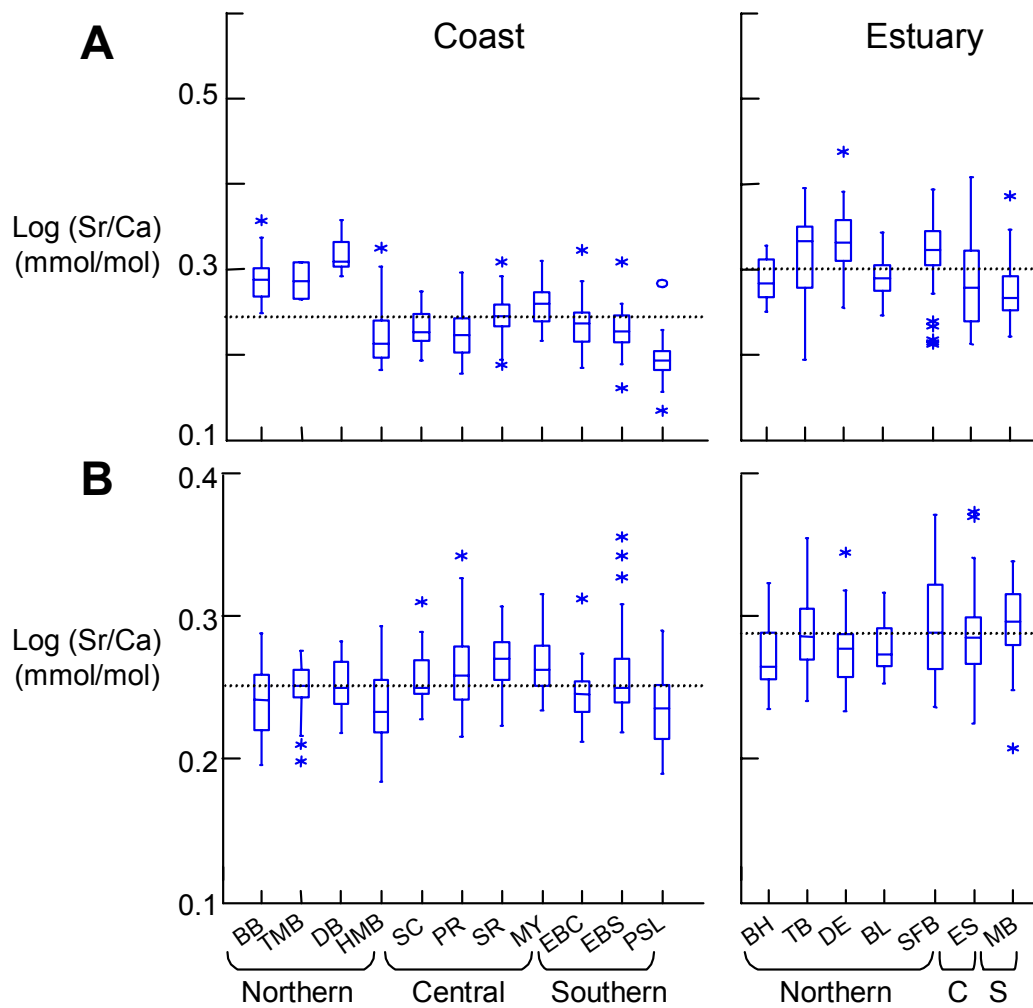 A
Coast
Estuary
0.5
Log (Sr/Ca)
(mmol/mol)
0.3
0.1
B
0.4
0.3
Log (Sr/Ca)
(mmol/mol)
0.2
0.1
BB TMB DB HMB SC PR SR MY EBC EBS PSL BH TB DE BL SFB ES MB
Northern Central Southern Northern C S